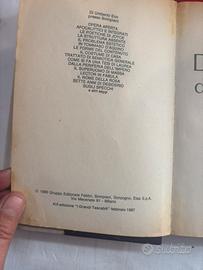 Di Umberto Eco
presso Bompiani
OPERA APERTA
APOCALITTICI E INTEGRATI
LE POETICHE DI JOYCE
LA STRUTTURA ASSENTE
IL PROBLEMA ESTETICO
IN TOMMASO D'AQUINO
LE FORME DEL CONTENUTO
IL COSTUME DI CASA
TRATTATO DI SEMIOTICA GENERALE
COME SI FA UNA TESI DI LAUREA
DALLA PERIFERIA DELL'IMPERO
IL SUPERUOMO DI MASSA
LECTOR IN FABULA
IL NOME DELLA ROSA
SETTE ANNI DI DESIDERIO
SUGLI SPECCHI
e altri saggi
Gruppo Editoriale Fabbri, Bompiani, Sonzogno, Etas S.p.A.
Via Mecenate 91 - Milano
edizione "I Grandi Tascabili" febbraio 1987